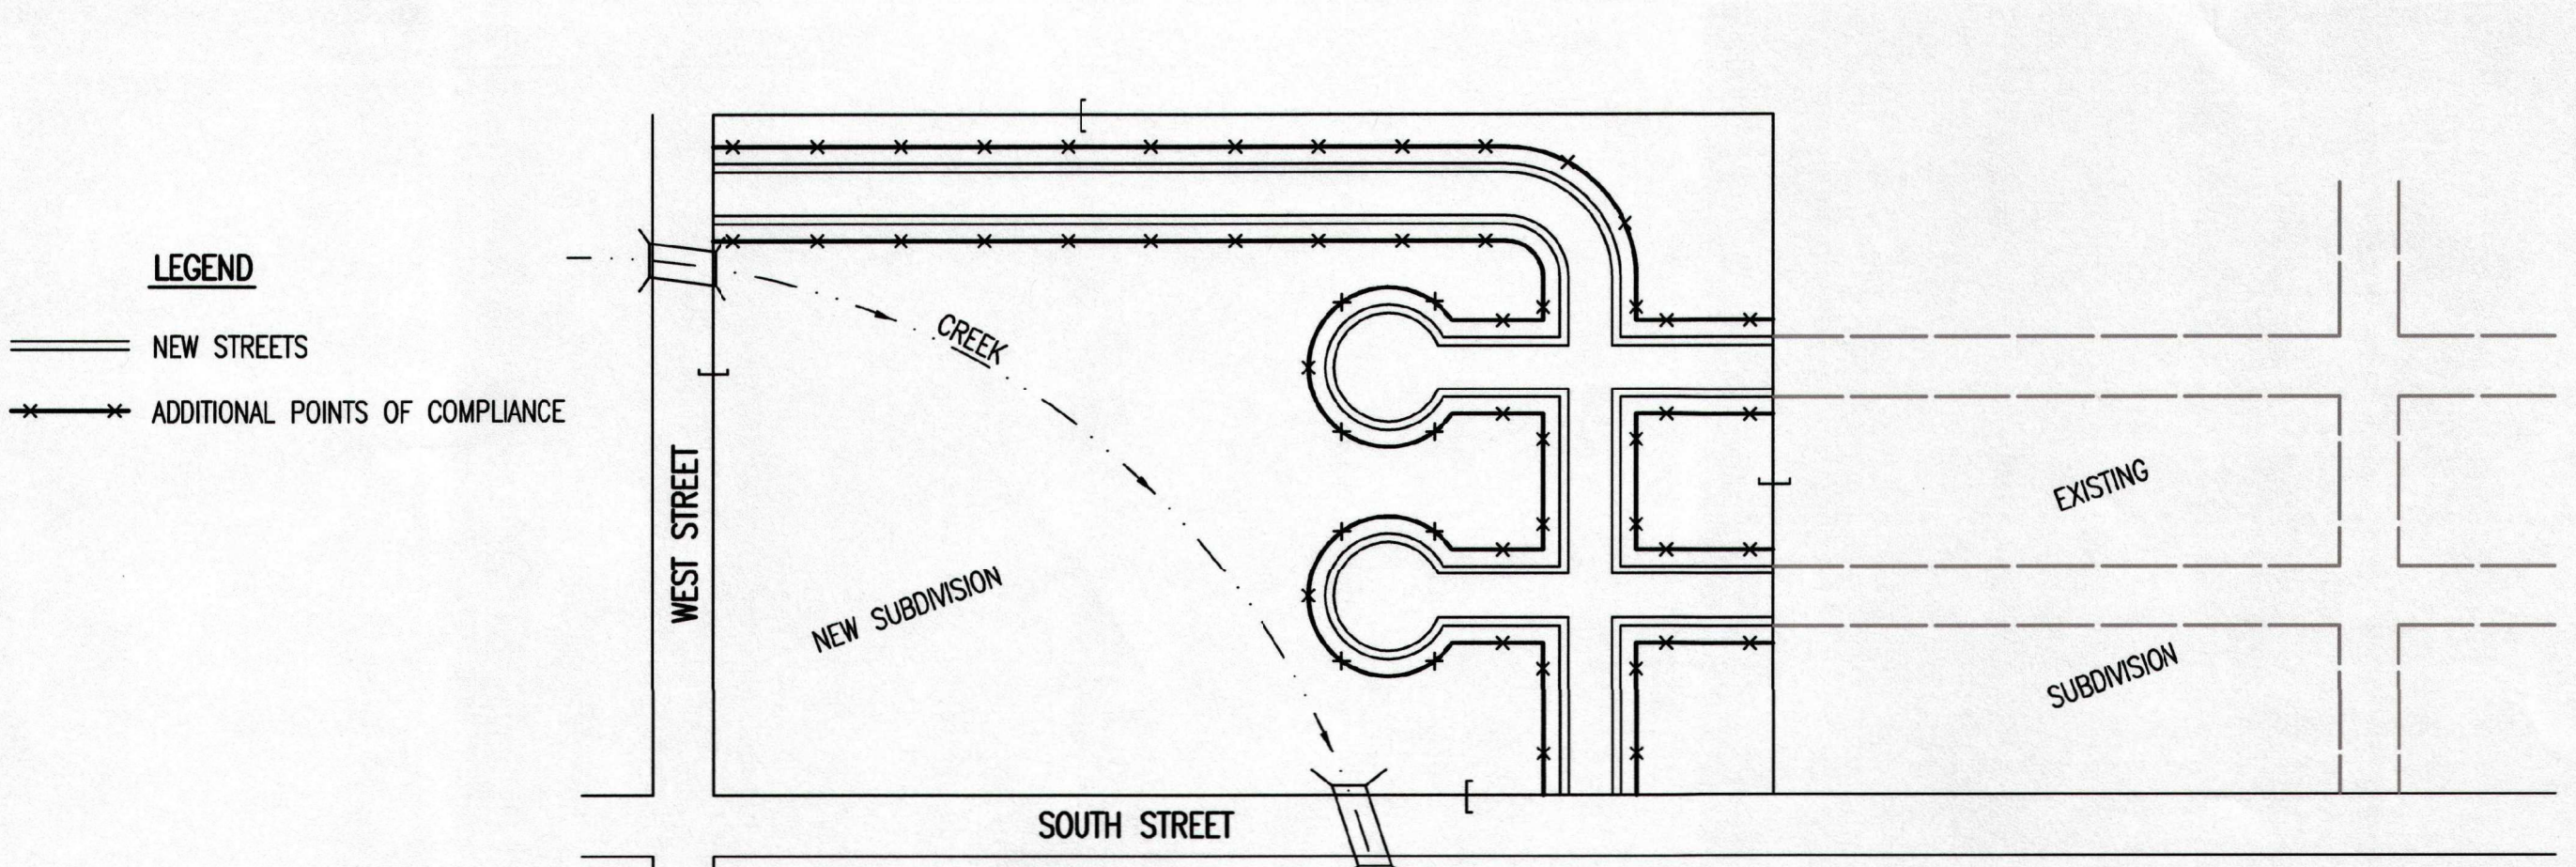 LEGEND
NEW STREETS
ADDITIONAL POINTS OF COMPLIANCE
CREEK
WEST STREET
NEW SUBDIVISION
EXISTING
SUBDIVISION
SOUTH STREET